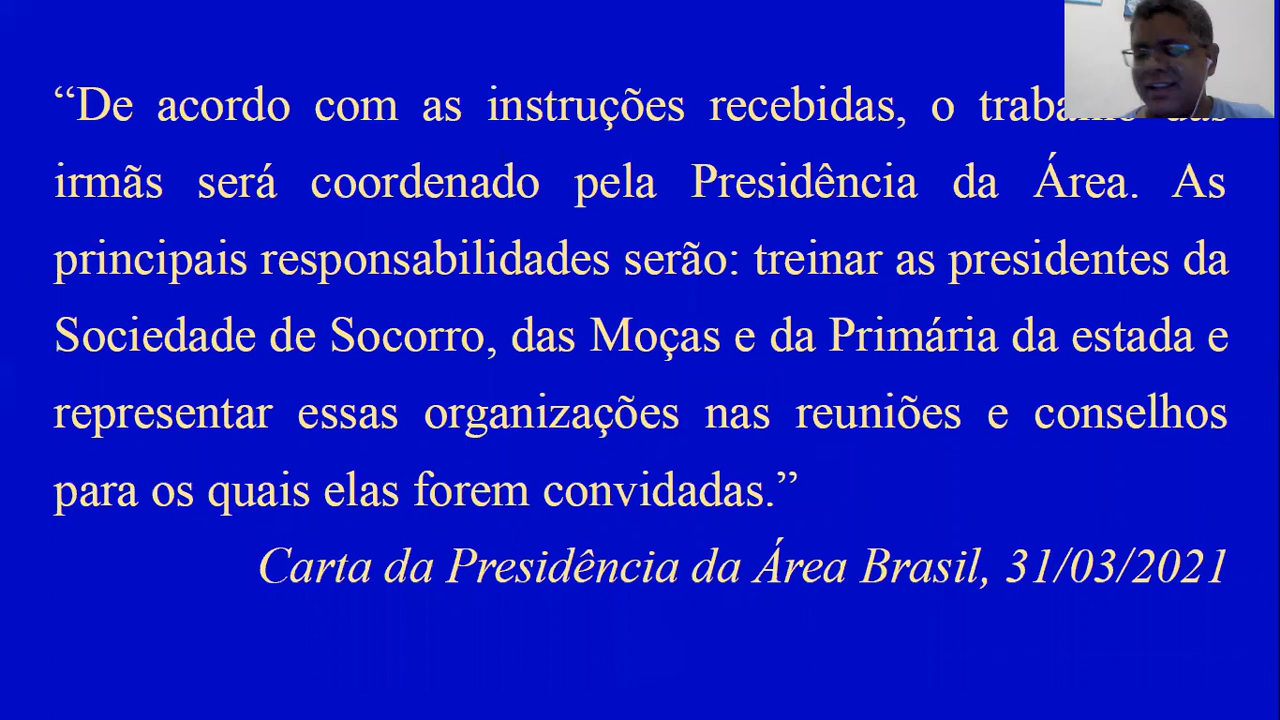 “De acordo com as instruções recebidas, o
irmãs será coordenado pela Presidência da Área. As
principais responsabilidades serão: treinar as presidentes da
Sociedade de Socorro, das Moças e da Primária da estada e
representar essas organizações nas reuniões e conselhos
para os quais elas forem convidadas.”
Carta da Presidência da Área Brasil, 31/03/2021